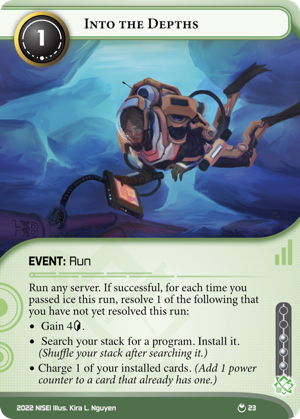 1
INTO THE DEPTHS
EVENT: Run
Run any server. If successful, for each time you
passed ice this run, resolve 1 of the following that
you have not yet resolved this run:
• Gain 4
• Search your stack for a program. Install it.
(Shuffle your stack after searching it.)
• Charge 1 of your installed cards. (Add 1 power
counter to a card that already has one.)
2022 NISEI Illus. Kira L. Nguyen
23